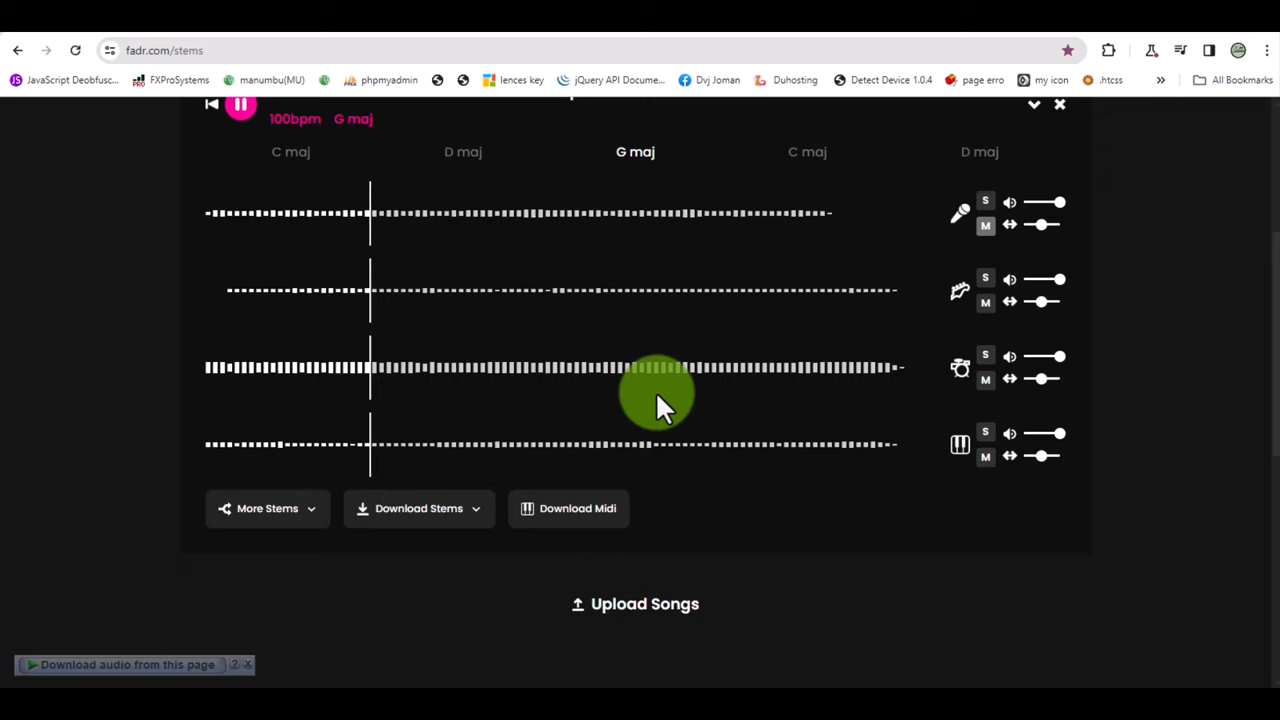 fadr.com/stems
JavaScript Deobfusc... FXProSystems manumbu(MU) phpmyadmin lences key jQuery API Docume... Dvj Joman Duhosting Detect Device 1.0.4 page erro my icon .htcss » All Bookmarks
100bpm G maj
C maj D maj G maj C maj D maj
S
M
S
M
S
M
S
M
More Stems Download Stems Download Midi
Upload Songs
Download audio from this page ? x